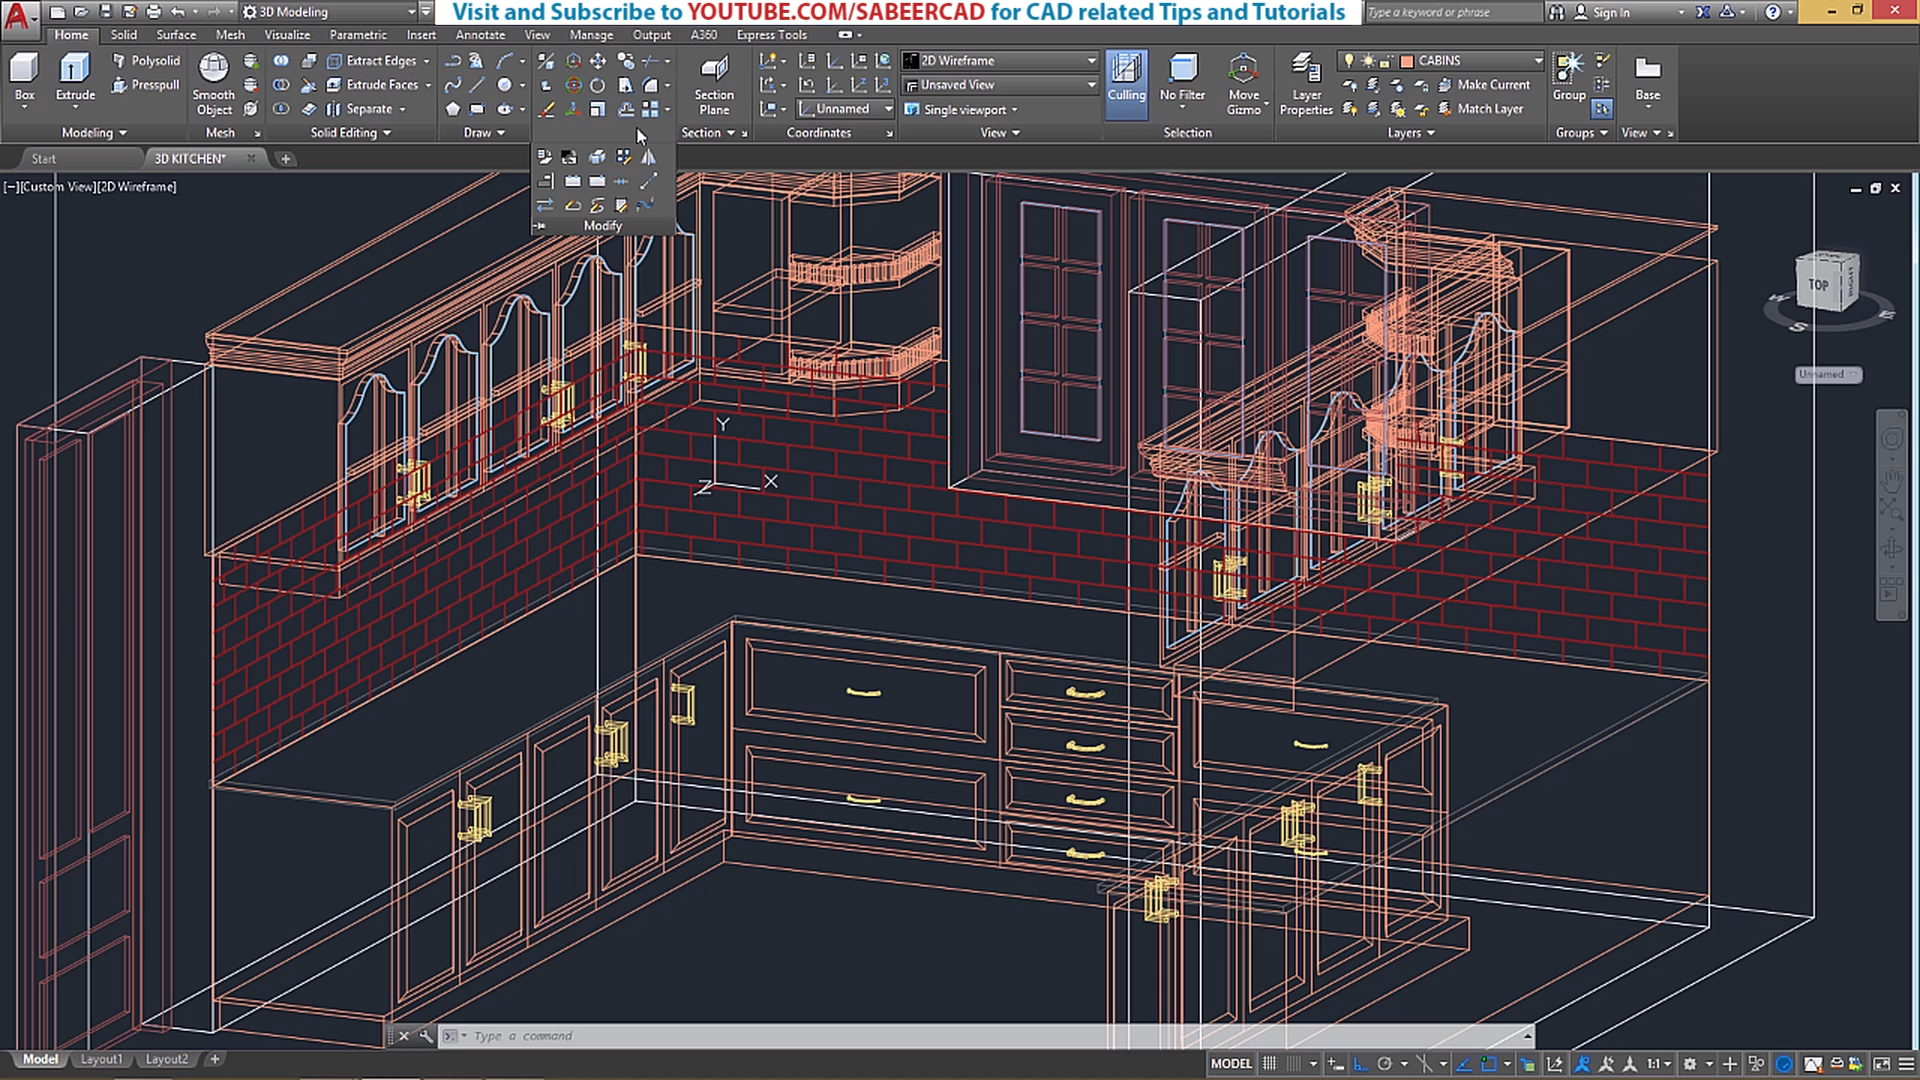 3D Modeling
Visit and Subscribe to YOUTUBE.COM/SABEERCAD for CAD related Tips and Tutorials
Type a keyword or phrase
Sign In
Home Solid Surface Mesh Visualize Parametric Insert Annotate View Manage Output A360 Express Tools
Box
Extrude
Polysolid
Presspull
Modeling
Smooth
Object
Mesh
Extract Edges
Extrude Faces
Separate
Solid Editing
Draw
Modify
Section
Plane
Section
Unnamed
Coordinates
2D Wireframe
Unsaved View
Single viewport
View
Culling
No Filter
Move
Gizmo
Selection
Layer
Properties
CABINS
Make Current
Match Layer
Layers
Group
Groups
Base
View
Start
3D KITCHEN*
[−][Custom View][2D Wireframe]
TOP
RIGHT
W
S
E
Unnamed
Y
X
Z
Type a command
Model Layout1 Layout2
MODEL
1:1